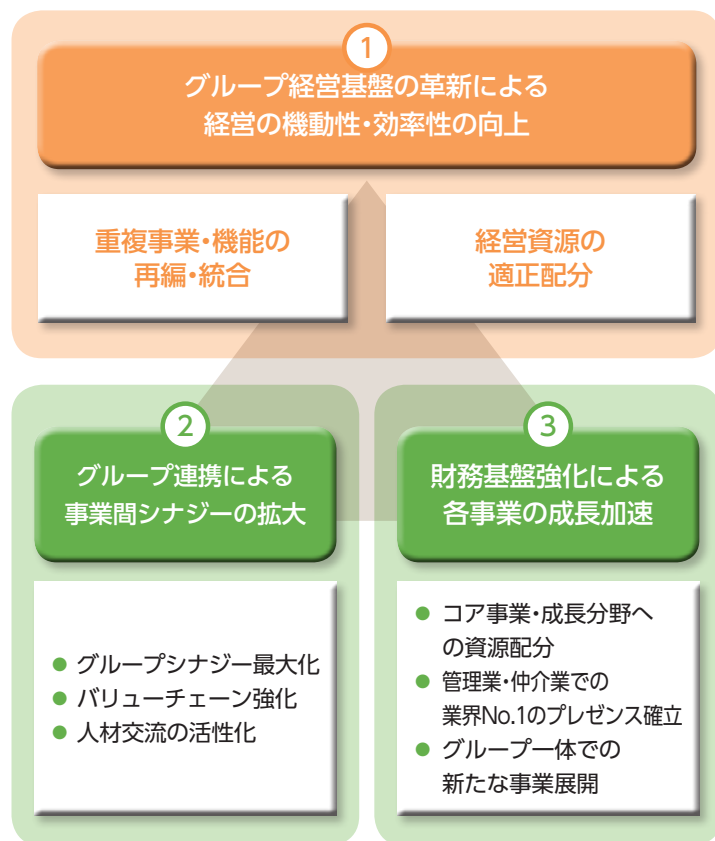 1
グループ経営基盤の革新による
経営の機動性・効率性の向上
重複事業・機能の
再編・統合
経営資源の
適正配分
2
グループ連携による
事業間シナジーの拡大
● グループシナジー最大化
● バリューチェーン強化
● 人材交流の活性化
3
財務基盤強化による
各事業の成長加速
● コア事業・成長分野へ
の資源配分
● 管理業・仲介業での
業界No.1のプレゼンス確立
● グループ一体での
新たな事業展開